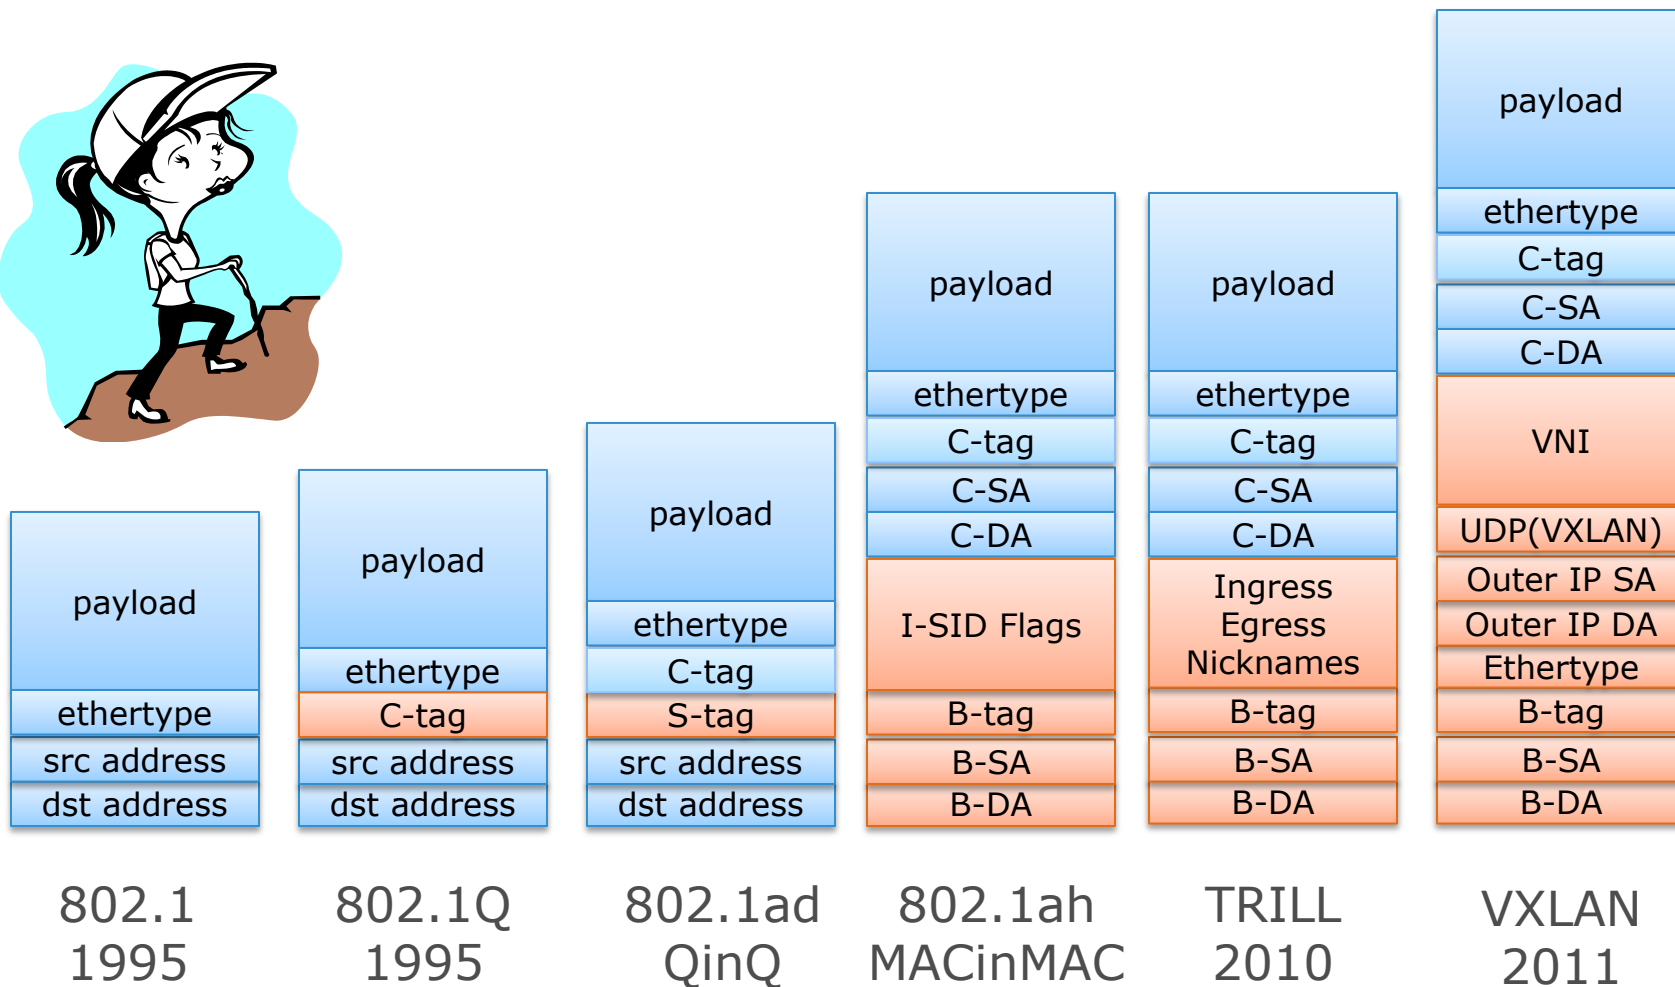 payload
ethertype
src address
dst address
802.1
1995
payload
ethertype
C-tag
src address
dst address
802.1Q
1995
payload
ethertype
C-tag
S-tag
src address
dst address
802.1ad
QinQ
payload
ethertype
C-tag
C-SA
C-DA
I-SID Flags
B-tag
B-SA
B-DA
802.1ah
MACinMAC
payload
ethertype
C-tag
C-SA
C-DA
Ingress
Egress
Nicknames
B-tag
B-SA
B-DA
TRILL
2010
payload
ethertype
C-tag
C-SA
C-DA
VNI
UDP(VXLAN)
Outer IP SA
Outer IP DA
Ethertype
B-tag
B-SA
B-DA
VXLAN
2011